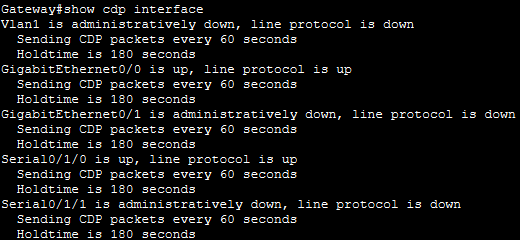 Gateway#show cdp interface
Vlan1 is administratively down, line protocol is down
Sending CDP packets every 60 seconds
Holdtime is 180 seconds
GigabitEthernet0/0 is up, line protocol is up
Sending CDP packets every 60 seconds
Holdtime is 180 seconds
GigabitEthernet0/1 is administratively down, line protocol is down
Sending CDP packets every 60 seconds
Holdtime is 180 seconds
Serial0/1/0 is up, line protocol is up
Sending CDP packets every 60 seconds
Holdtime is 180 seconds
Serial0/1/1 is administratively down, line protocol is down
Sending CDP packets every 60 seconds
Holdtime is 180 seconds